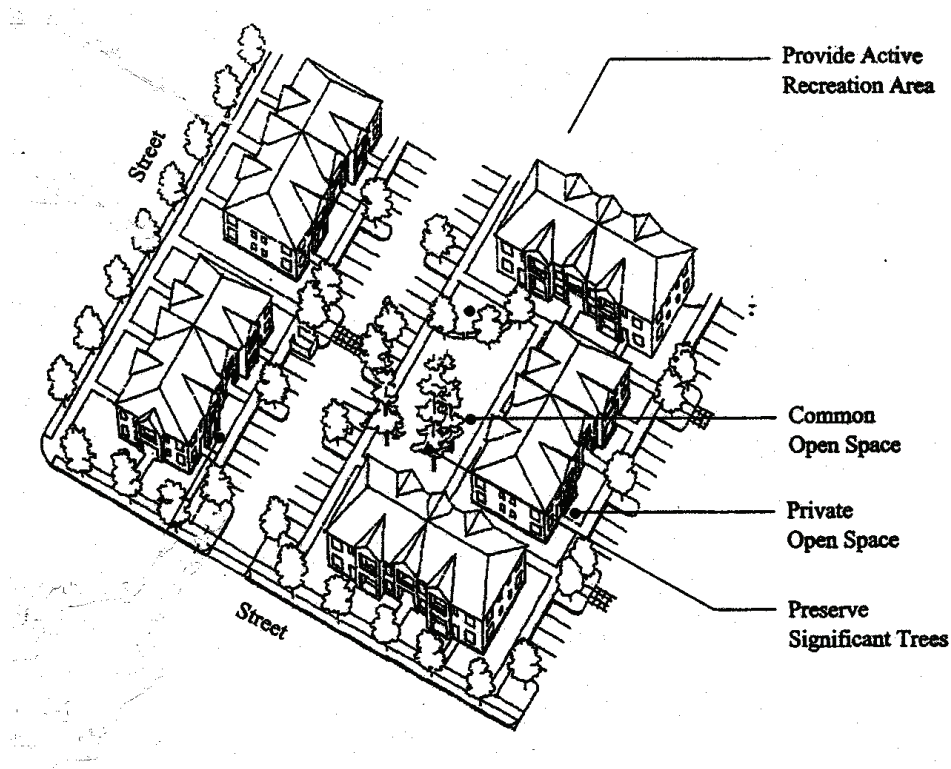 Provide Active
Recreation Area
Street
Common
Open Space
Private
Open Space
Preserve
Significant Trees
Street